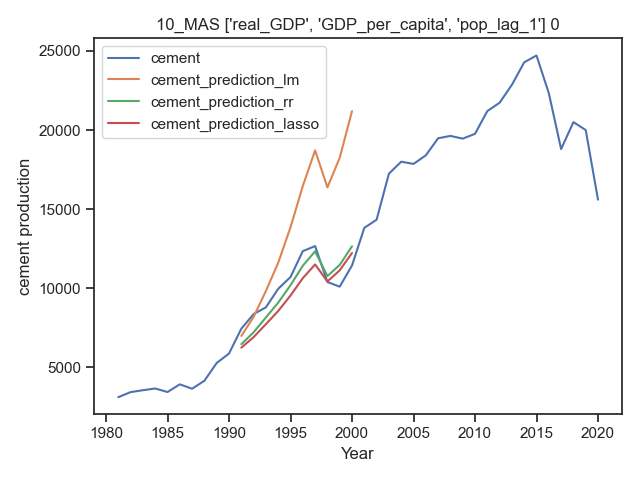 10_MAS ['real_GDP', 'GDP_per_capita', 'pop_lag_1'] 0
cement
cement_prediction_lm
cement_prediction_rr
cement_prediction_lasso
25000
20000
15000
10000
5000
cement production
1980
1985
1990
1995
2000
2005
2010
2015
2020
Year